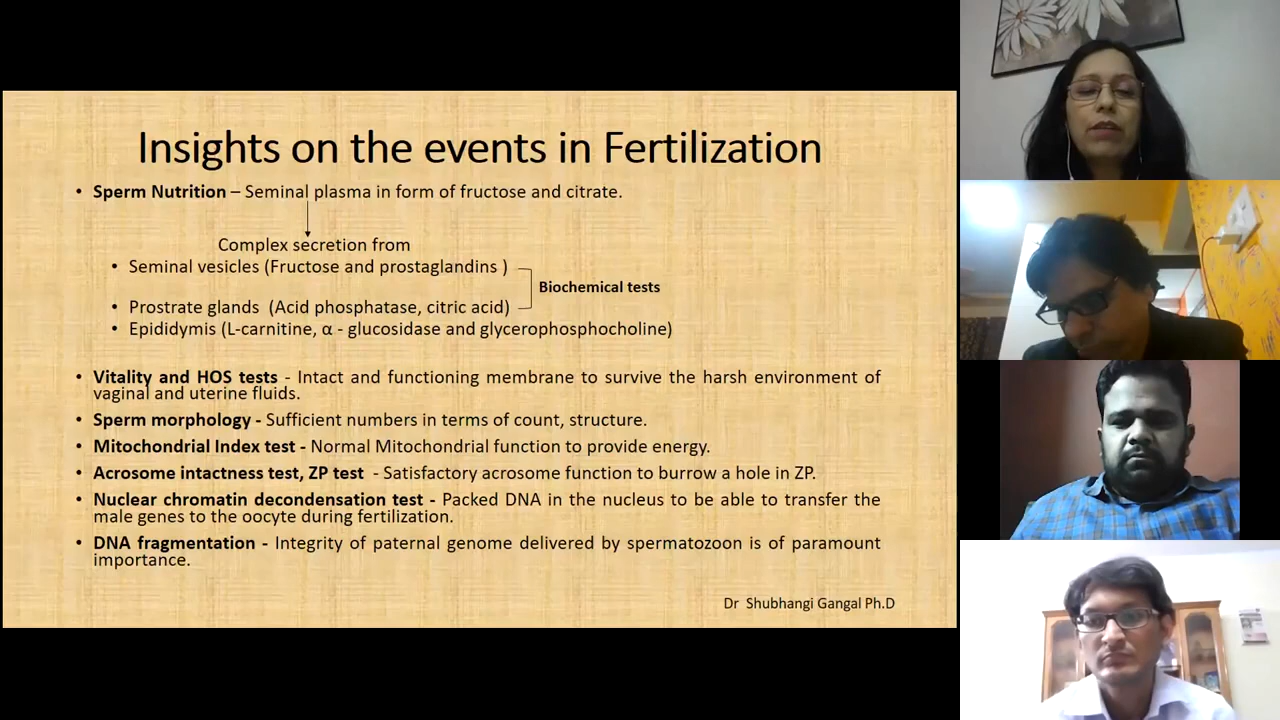 Insights on the events in Fertilization
• Sperm Nutrition – Seminal plasma in form of fructose and citrate.
Complex secretion from
• Seminal vesicles (Fructose and prostaglandins )
Biochemical tests
• Prostrate glands (Acid phosphatase, citric acid)
• Epididymis (L-carnitine, α - glucosidase and glycerophosphocholine)
• Vitality and HOS tests - Intact and functioning membrane to survive the harsh environment of
vaginal and uterine fluids.
• Sperm morphology - Sufficient numbers in terms of count, structure.
• Mitochondrial Index test - Normal Mitochondrial function to provide energy.
• Acrosome intactness test, ZP test - Satisfactory acrosome function to burrow a hole in ZP.
• Nuclear chromatin decondensation test - Packed DNA in the nucleus to be able to transfer the
male genes to the oocyte during fertilization.
• DNA fragmentation - Integrity of paternal genome delivered by spermatozoon is of paramount
importance.
Dr Shubhangi Gangal Ph.D